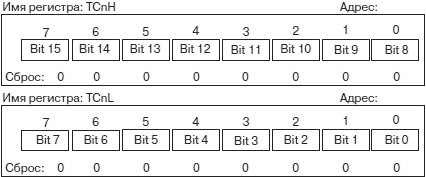 Имя регистра: TCnH Адрес:
7 6 5 4 3 2 1 0
Bit 15 Bit 14 Bit 13 Bit 12 Bit 11 Bit 10 Bit 9 Bit 8
Сброс: 0 0 0 0 0 0 0 0
Имя регистра: TCnL Адрес:
7 6 5 4 3 2 1 0
Bit 7 Bit 6 Bit 5 Bit 4 Bit 3 Bit 2 Bit 1 Bit 0
Сброс: 0 0 0 0 0 0 0 0